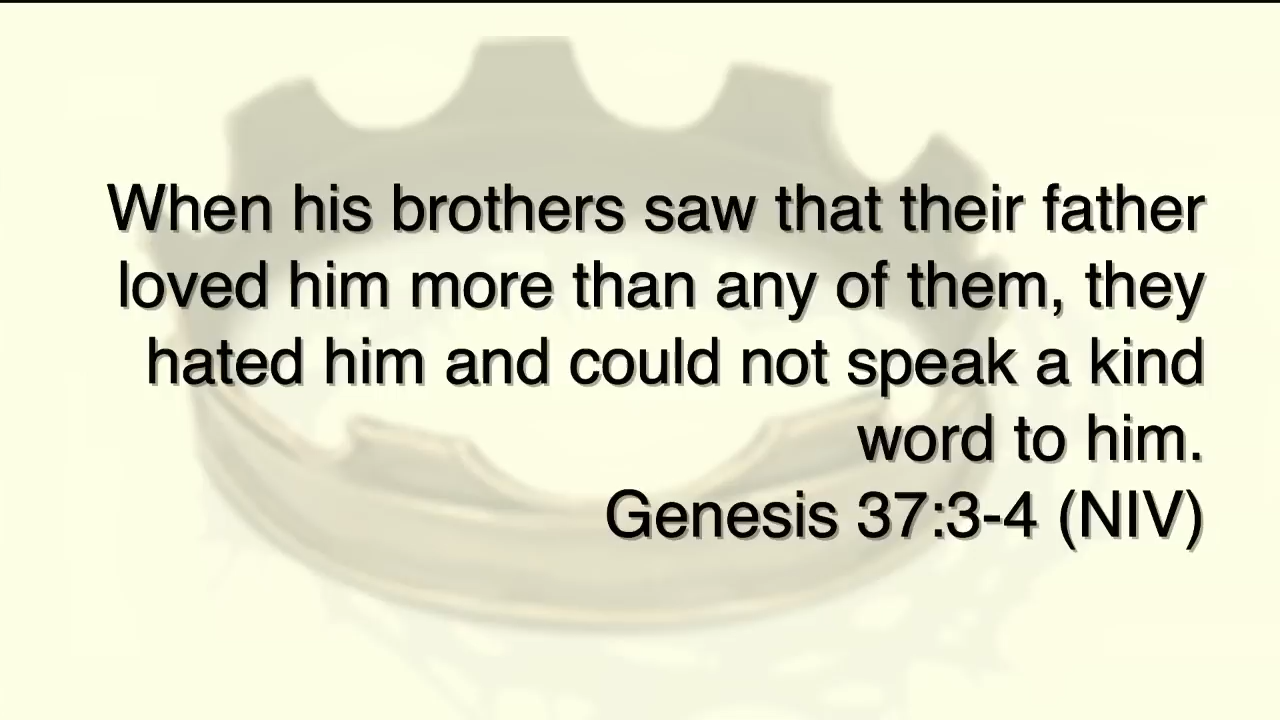 When his brothers saw that their father
loved him more than any of them, they
hated him and could not speak a kind
word to him.
Genesis 37:3-4 (NIV)